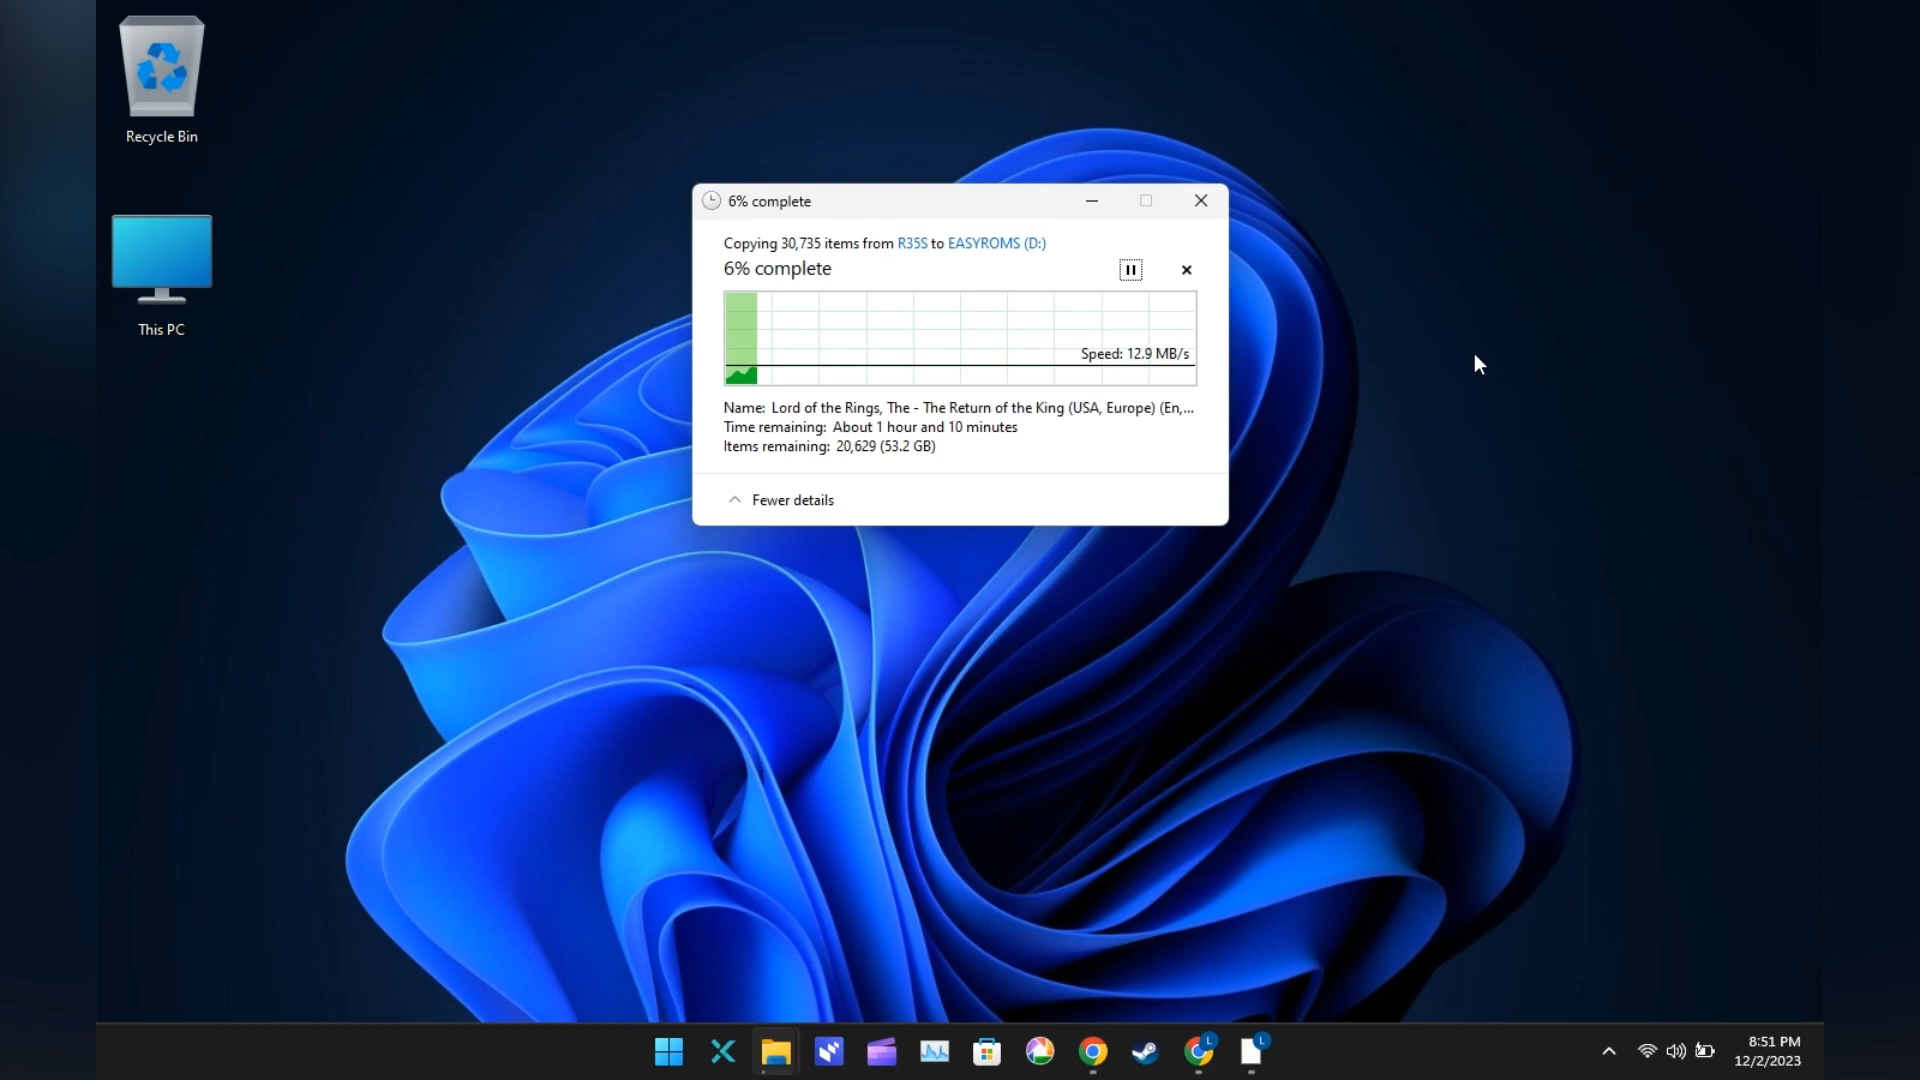 Recycle Bin
This PC
6% complete
Copying 30,735 items from R35S to EASYROMS (D:)
6% complete
Speed: 12.9 MB/s
Name: Lord of the Rings, The - The Return of the King (USA, Europe) (En,...
Time remaining: About 1 hour and 10 minutes
Items remaining: 20,629 (53.2 GB)
Fewer details
L
L
8:51 PM
12/2/2023